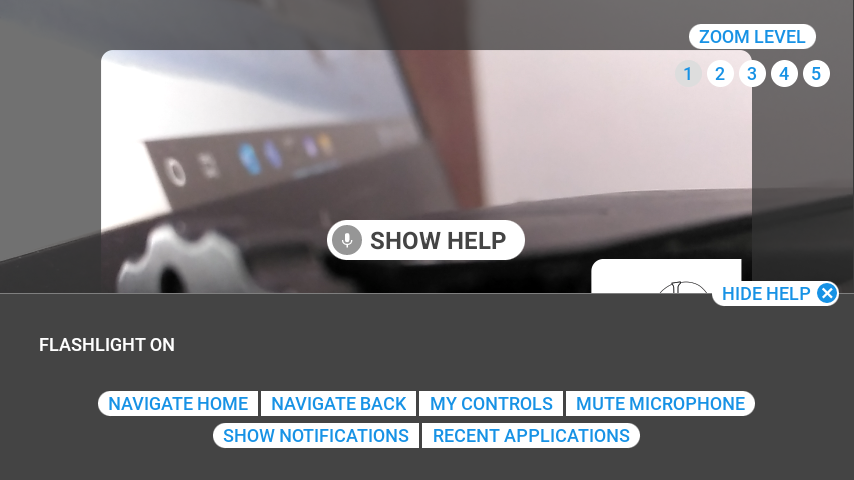 ZOOM LEVEL
1 2 3 4 5
SHOW HELP
HIDE HELP
FLASHLIGHT ON
NAVIGATE HOME NAVIGATE BACK MY CONTROLS MUTE MICROPHONE
SHOW NOTIFICATIONS RECENT APPLICATIONS